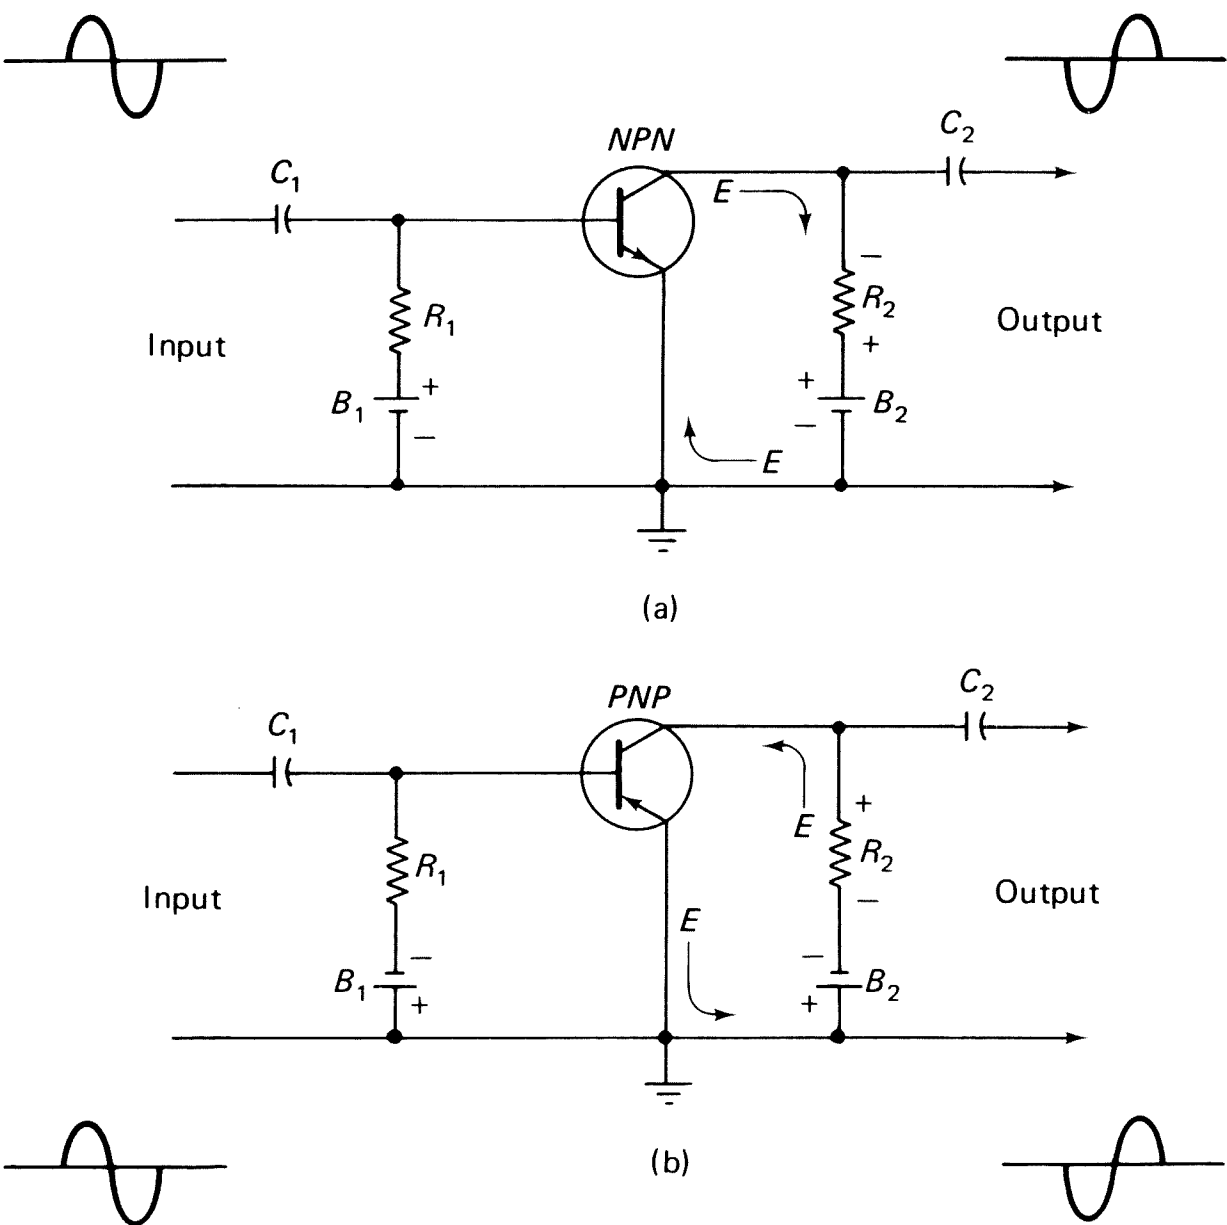 NPN
C2
C1
E
−
R1
R2
Input
Output
+
+
+
B1
B2
−
−
E
(a)
PNP
C2
C1
+
E
R1
R2
Input
Output
−
E
−
−
B1
B2
+
+
(b)